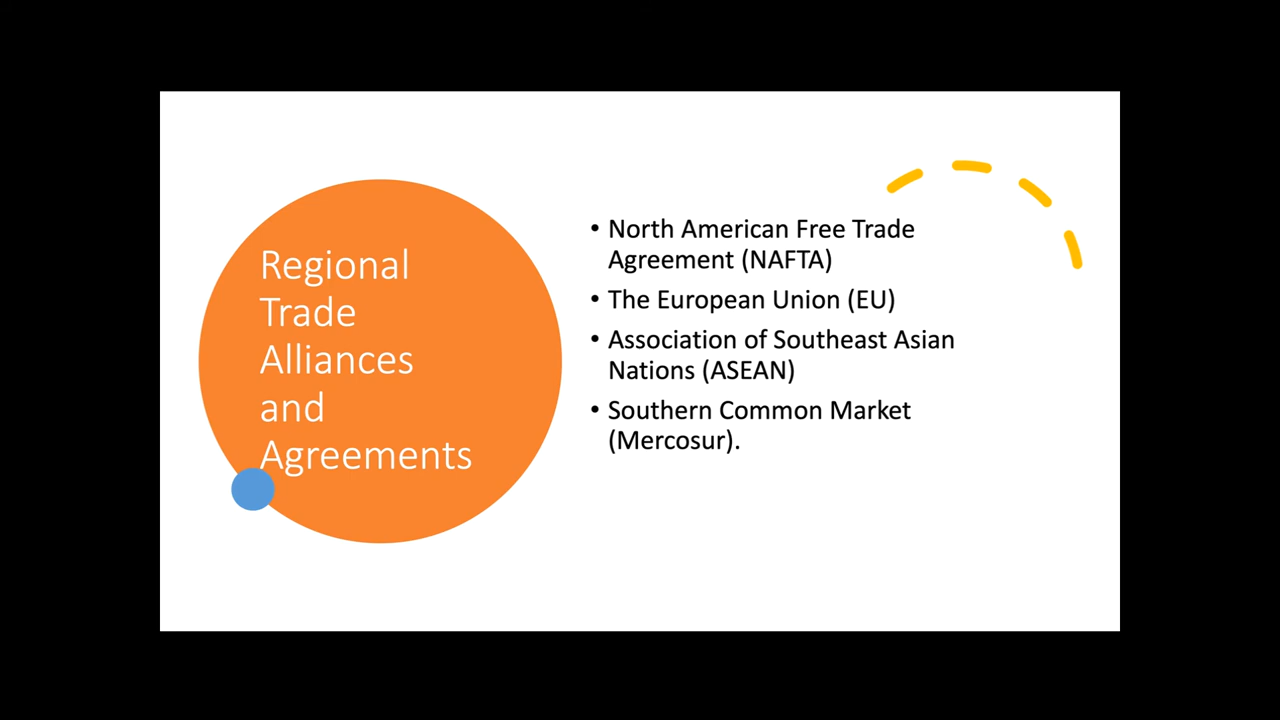 Regional
Trade
Alliances
and
Agreements
• North American Free Trade
Agreement (NAFTA)
• The European Union (EU)
• Association of Southeast Asian
Nations (ASEAN)
• Southern Common Market
(Mercosur).